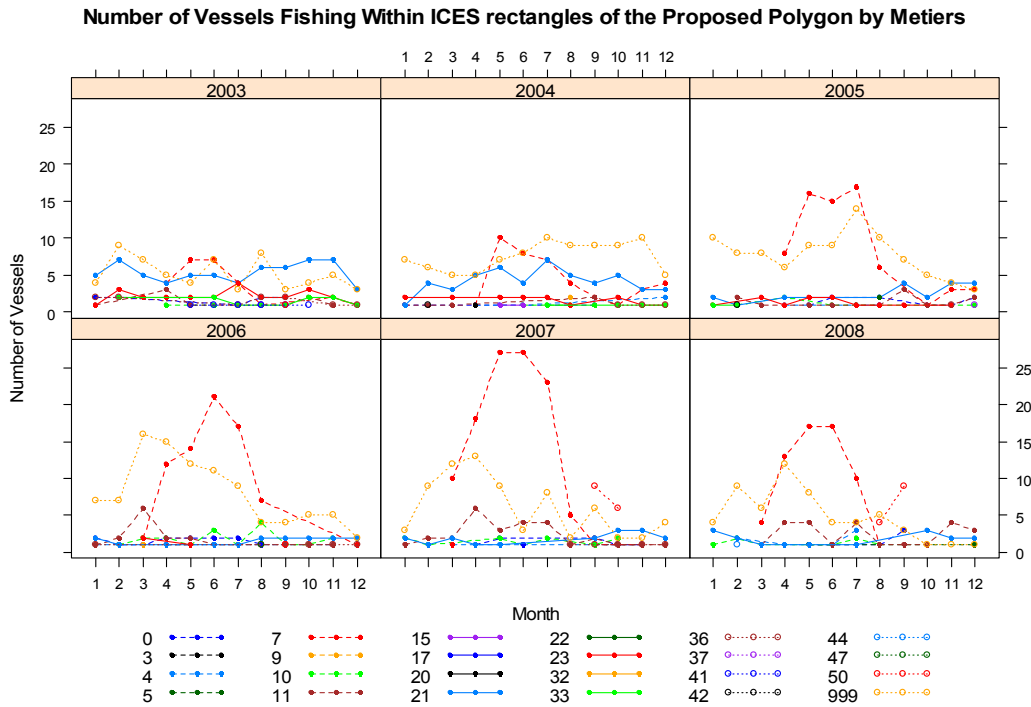 Number of Vessels Fishing Within ICES rectangles of the Proposed Polygon by Metiers
1 2 3 4 5 6 7 8 9 10 11 12
2003 2004 2005
25
20
15
10
5
0
2006 2007 2008
25
20
15
10
5
0
Number of Vessels
1 2 3 4 5 6 7 8 9 10 11 12 1 2 3 4 5 6 7 8 9 10 11 12
Month
0 7 15 22 36 44
3 9 17 23 37 47
4 10 20 32 41 50
5 11 21 33 42 999